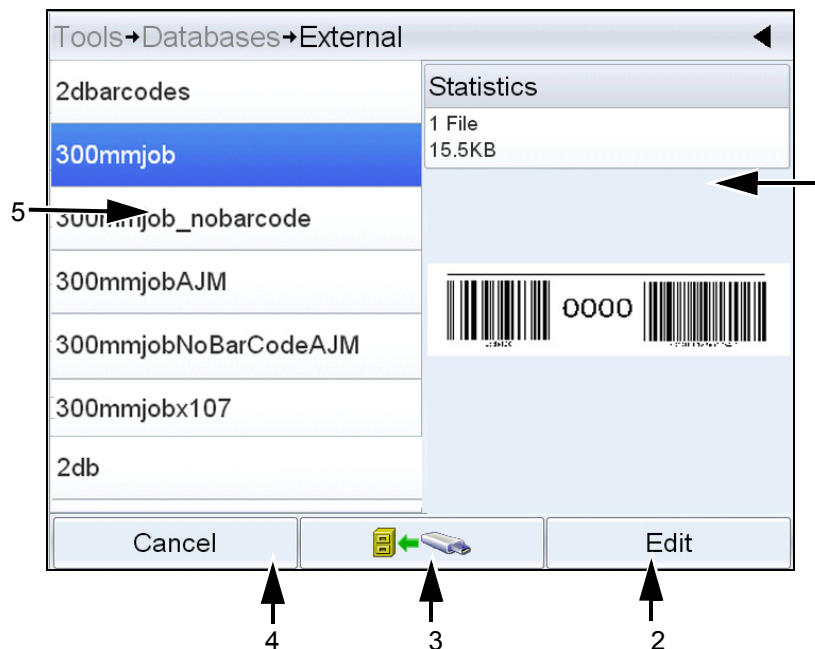 Tools→Databases→External
2dbarcodes
300mmjob
300mmjob_nobarcode
300mmjobAJM
300mmjobNoBarCodeAJM
300mmjobx107
2db
Statistics
1 File
15.5KB
0000
Cancel
Edit
5
4
3
2